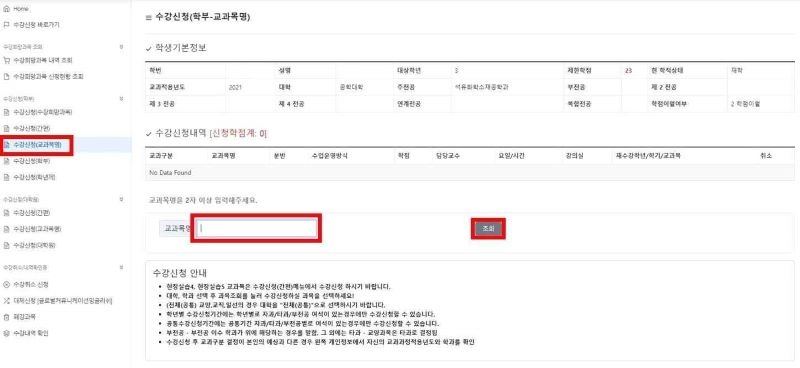 Home
수강신청 바로가기
수강희망과목 조회
수강희망과목 내역 조회
수강희망과목 신청현황 조회
수강신청(학부)
수강신청(수강희망과목)
수강신청(간편)
수강신청(교과목명)
수강신청(학부)
수강신청(학년제)
수강신청(대학원)
수강신청(간편)
수강신청(교과목명)
수강신청(대학원)
수강취소/내역확인등
수강취소 신청
대체신청(글로벌커뮤니케이션잉글리쉬)
폐강과목
수강내역 확인
수강신청(학부-교과목명)
학생기본정보
학번 성명 대상학년 3 제한학점 23 현 학적상태 재학
교과적용년도 2021 대학 공학대학 주전공 석유화학소재공학과 부전공 제 2 전공
제 3 전공 제 4 전공 연계전공 복합전공 학점이월여부 2 학점이월
수강신청내역 [신청학점계: 0]
교과구분 교과목명 분반 수업운영방식 학점 담당교수 요일/시간 강의실 재수강학년/학기/교과목 취소
No Data Found
교과목명은 2자 이상 입력해주세요.
교과목명 조회
수강신청 안내
현장실습4, 현장실습5 교과목은 수강신청(간편)메뉴에서 수강신청 하시기 바랍니다.
대학, 학과 선택 후 과목조회를 눌러 수강신청하실 과목을 선택하세요!
(전체(공통) 교양,교직,일선의 경우 대학을 "전체(공통)"으로 선택하시기 바랍니다.
학년별 수강신청기간에는 학년별로 자과/타과/부전공별로 여석이 있는경우에만 수강신청할 수 있습니다.
공통수강신청기간에는 공통기간 자과/타과/부전공별로 여석이 있는경우에만 수강신청할 수 있습니다.
부전공 - 부전공 이수 학과가 위에 해당하는 경우를 말함, 그 외에는 타과 - 교양과목은 타과로 결정됨
수강신청 후 교과구분 결정이 본인의 예상과 다른 경우 왼쪽 개인정보에서 자신의 교과과정적용년도와 학과를 확인